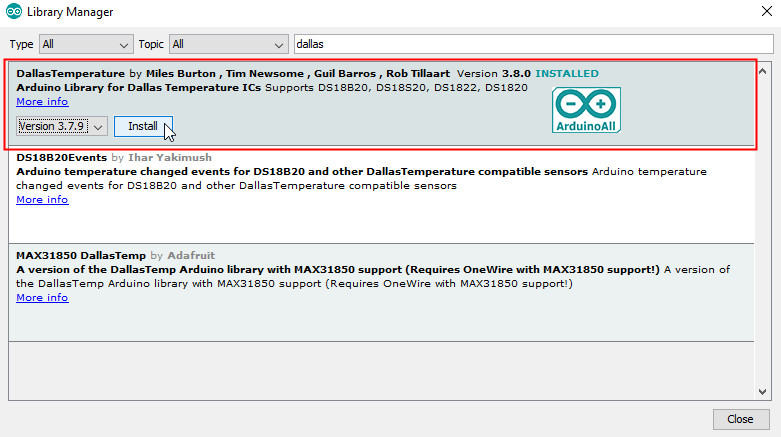 Library Manager
Type All Topic All dallas
DallasTemperature by Miles Burton , Tim Newsome , Guil Barros , Rob Tillaart Version 3.8.0 INSTALLED
Arduino Library for Dallas Temperature ICs Supports DS18B20, DS18S20, DS1822, DS1820
More info
ArduinoAll
Version 3.7.9 Install
DS18B20Events by Ihar Yakimush
Arduino temperature changed events for DS18B20 and other DallasTemperature compatible sensors Arduino temperature
changed events for DS18B20 and other DallasTemperature compatible sensors
More info
MAX31850 DallasTemp by Adafruit
A version of the DallasTemp Arduino library with MAX31850 support (Requires OneWire with MAX31850 support!) A version of
the DallasTemp Arduino library with MAX31850 support (Requires OneWire with MAX31850 support!)
More info
Close